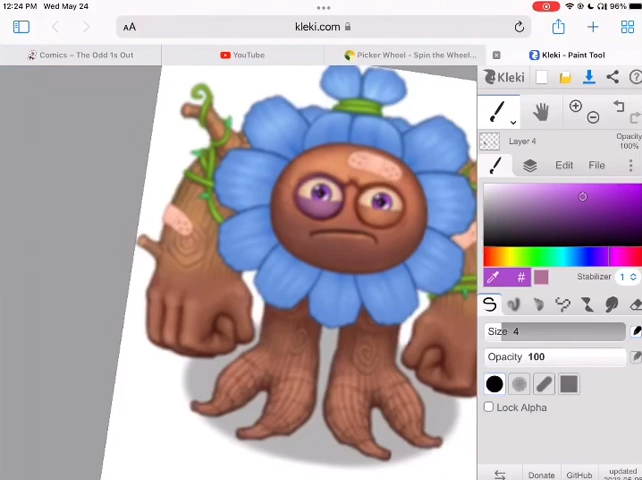 12:24 PM Wed May 24
96%
AA
kleki.com
Comics – The Odd 1s Out
YouTube
Picker Wheel - Spin the Wheel...
Kleki - Paint Tool
Kleki
Layer 4
Opacity
100%
Edit
File
#
Stabilizer 1
Size 4
Opacity 100
Lock Alpha
Donate
GitHub
updated